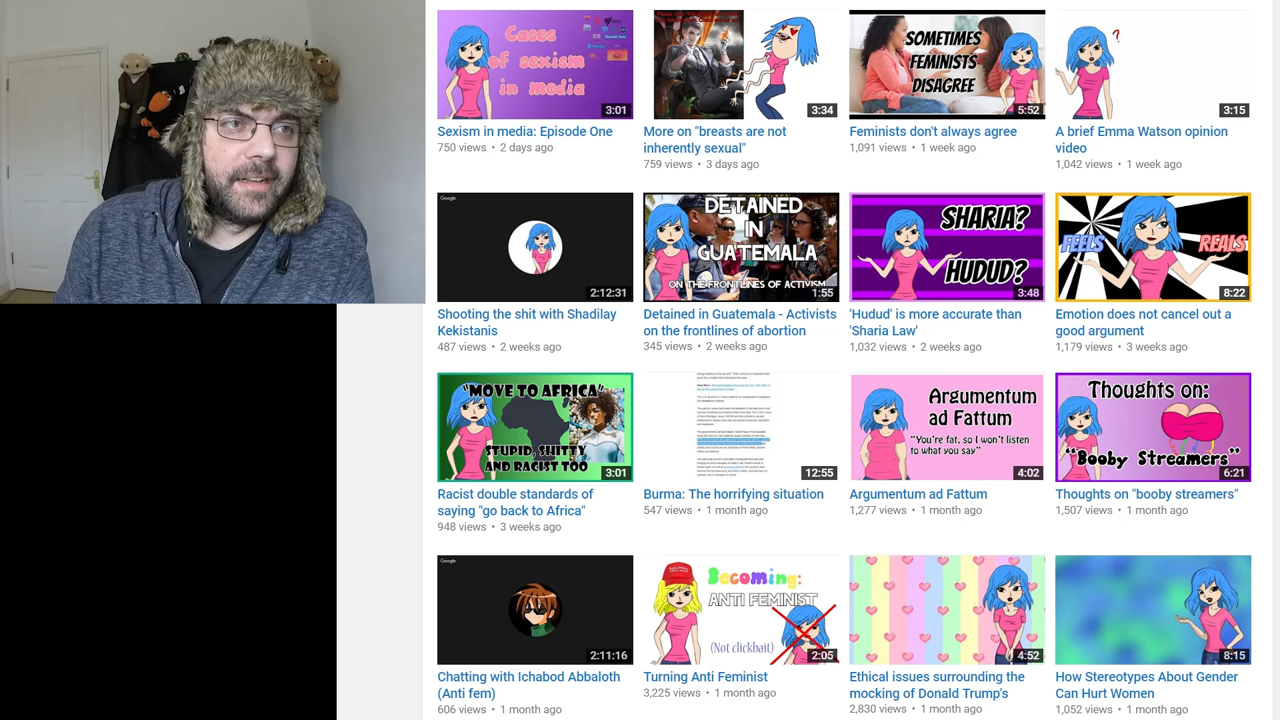 Cases
of sexism
in media
3:01
Sexism in media: Episode One
750 views • 2 days ago
3:34
More on "breasts are not
inherently sexual"
759 views • 3 days ago
SOMETIMES
FEMINISTS
DISAGREE
5:52
Feminists don't always agree
1,091 views • 1 week ago
?
3:15
A brief Emma Watson opinion
video
1,042 views • 1 week ago
Google
2:12:31
Shooting the shit with Shadilay
Kekistanis
487 views • 2 weeks ago
DETAINED
IN
GUATEMALA
ON THE FRONTLINES OF ACTIVISM
1:55
Detained in Guatemala - Activists
on the frontlines of abortion
345 views • 2 weeks ago
SHARIA?
HUDUD?
3:48
'Hudud' is more accurate than
'Sharia Law'
1,032 views • 2 weeks ago
FEELS
REALS
8:22
Emotion does not cancel out a
good argument
1,179 views • 3 weeks ago
OVE TO AFRICA"
UPID, SHITTY
AND RACIST TOO
3:01
Racist double standards of
saying "go back to Africa"
948 views • 3 weeks ago
12:55
Burma: The horrifying situation
547 views • 1 month ago
Argumentum
ad Fattum
"You're fat, so I won't listen
to what you say"
4:02
Argumentum ad Fattum
1,277 views • 1 month ago
Thoughts on:
"Booby Streamers"
6:21
Thoughts on "booby streamers"
1,507 views • 1 month ago
Google
2:11:16
Chatting with Ichabod Abbaloth
(Anti fem)
606 views • 1 month ago
Becoming:
ANTI FEMINIST
(Not clickbait)
2:05
Turning Anti Feminist
3,225 views • 1 month ago
4:52
Ethical issues surrounding the
mocking of Donald Trump's
2,830 views • 1 month ago
8:15
How Stereotypes About Gender
Can Hurt Women
1,052 views • 1 month ago